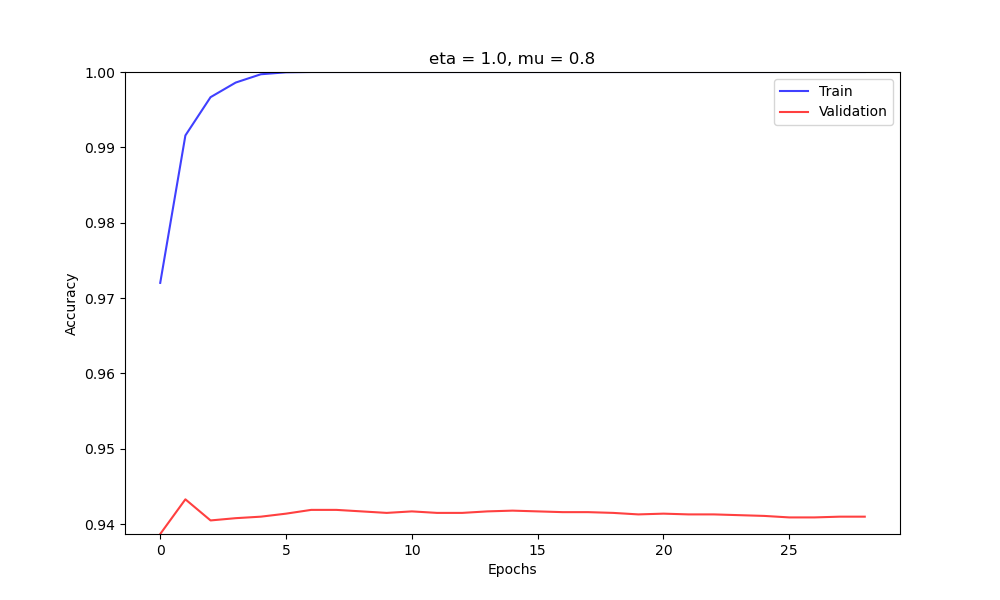 eta = 1.0, mu = 0.8
1.00
0.99
0.98
0.97
0.96
0.95
0.94
Accuracy
Train
Validation
0 5 10 15 20 25
Epochs